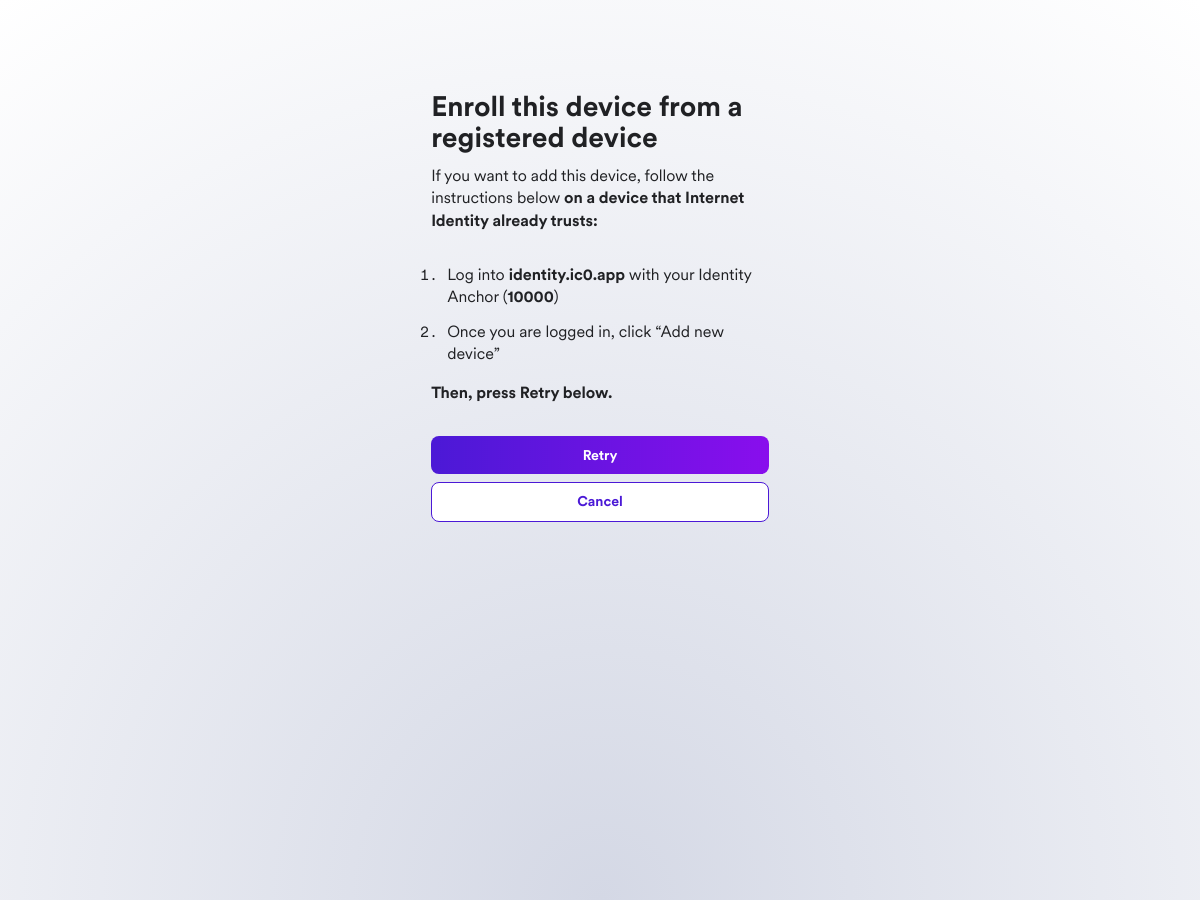 Enroll this device from a
registered device
If you want to add this device, follow the
instructions below on a device that Internet
Identity already trusts:
1. Log into identity.ic0.app with your Identity
Anchor (10000)
2. Once you are logged in, click “Add new
device”
Then, press Retry below.
Retry
Cancel